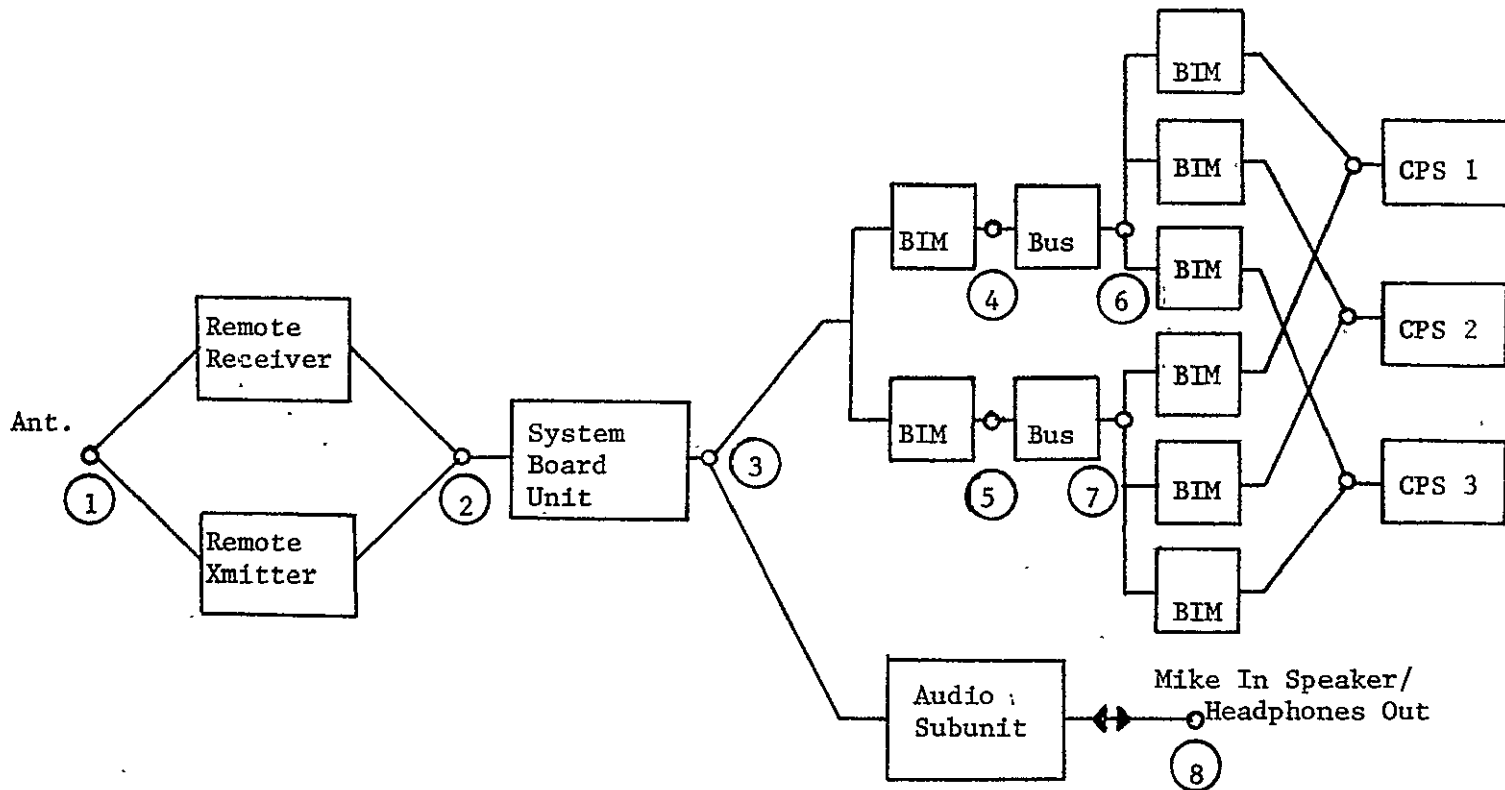 BIM
BIM
CPS 1
BIM
Bus
BIM
4
6
Remote
Receiver
BIM
CPS 2
Ant.
System
Board
Unit
BIM
Bus
1
2
3
5
7
BIM
CPS 3
Remote
Xmitter
BIM
Audio
Subunit
Mike In Speaker/
Headphones Out
8